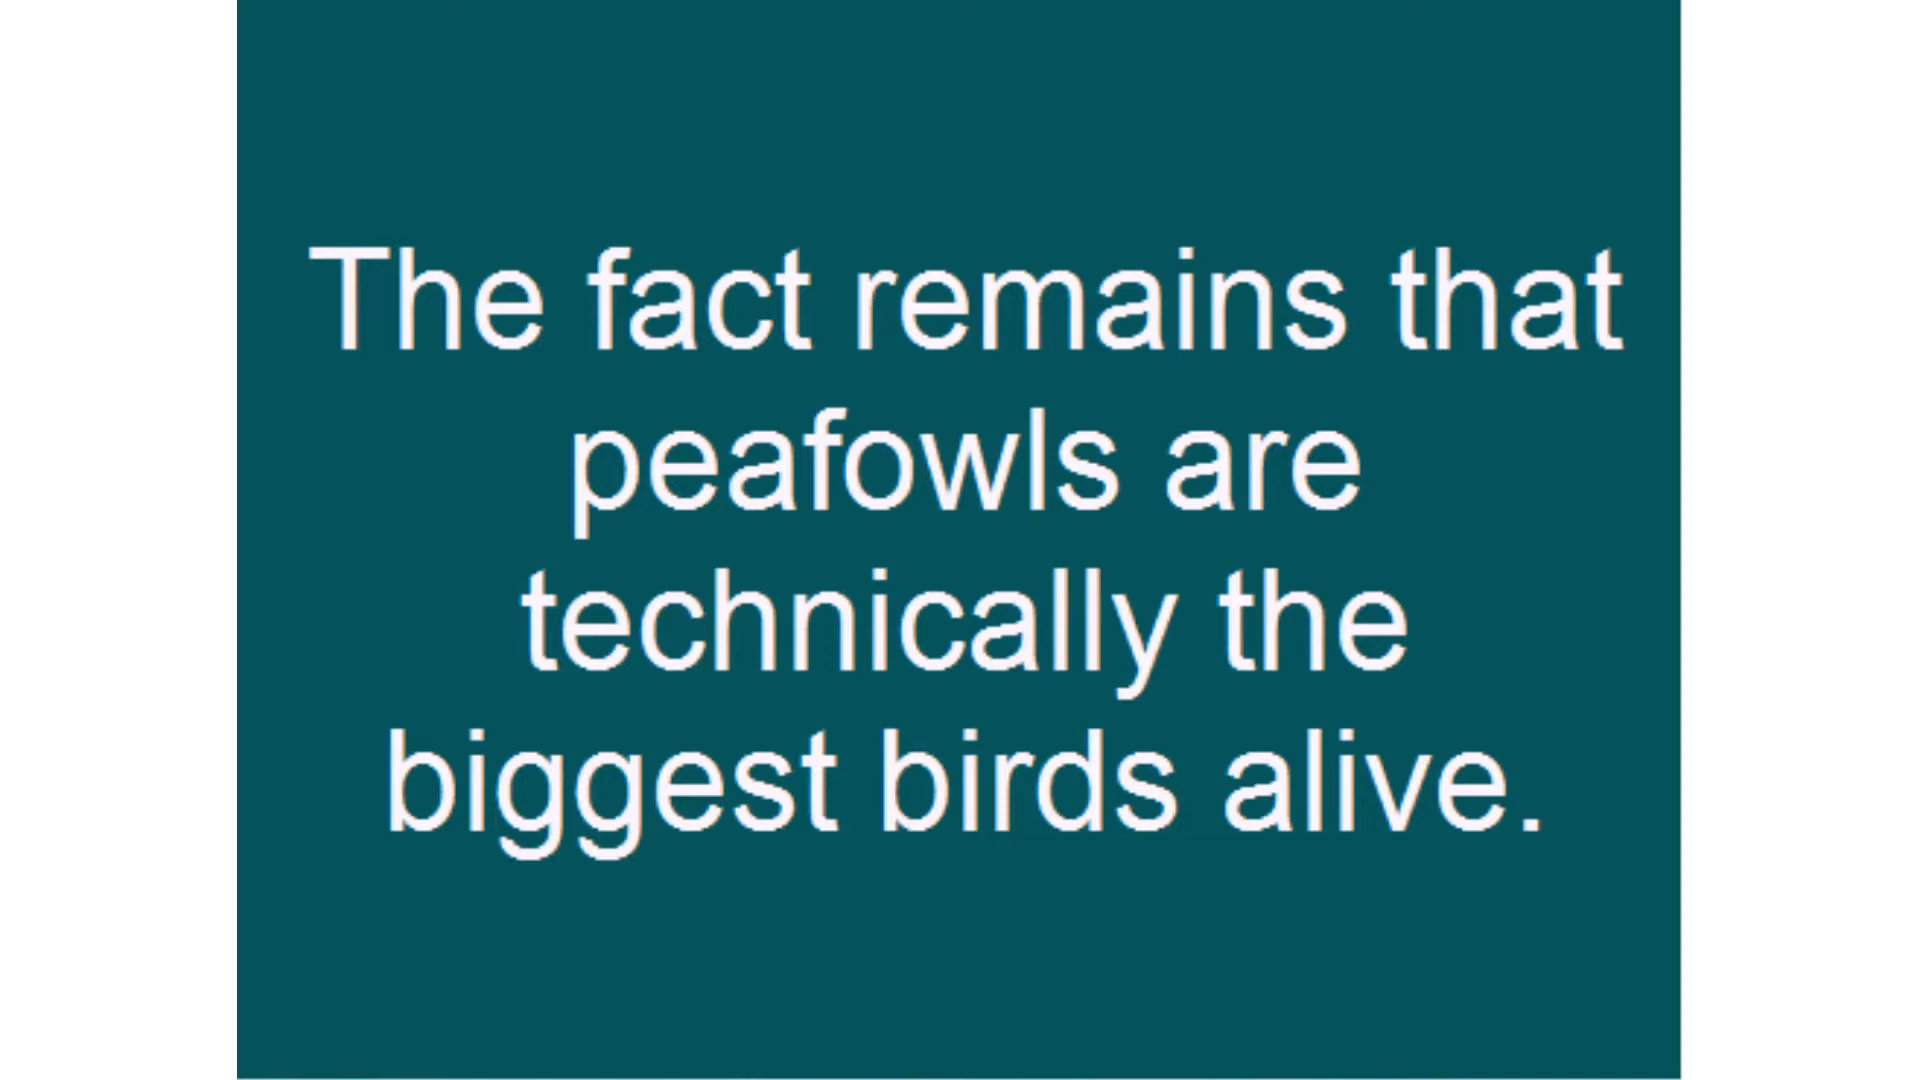 The fact remains that
peafowls are
technically the
biggest birds alive.